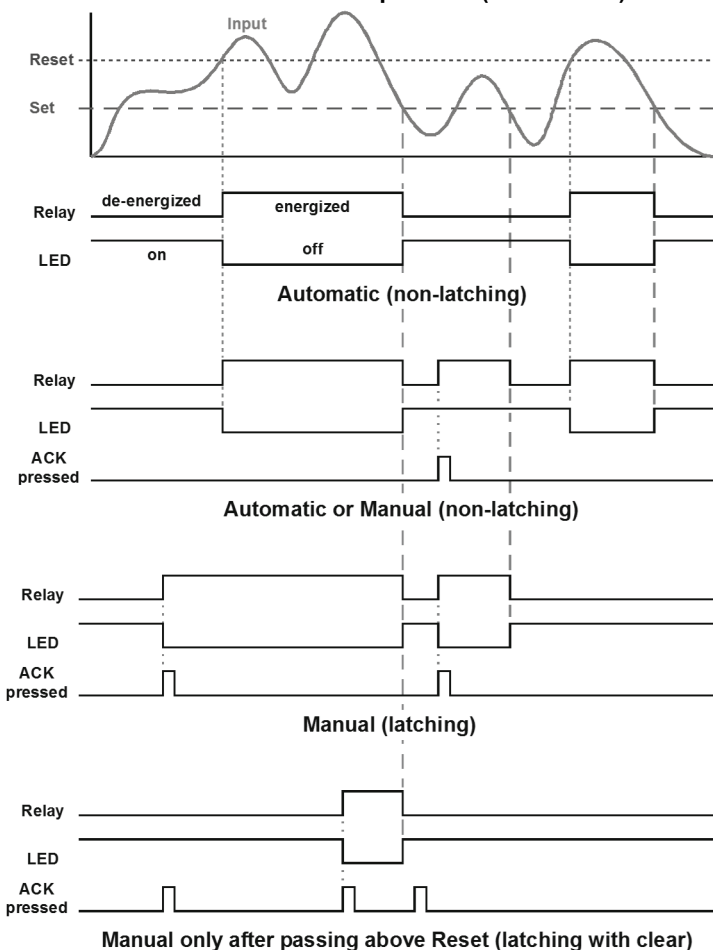 Input
Reset
Set
Relay
de-energized
energized
LED
on
off
Automatic (non-latching)
Relay
LED
ACK
pressed
Automatic or Manual (non-latching)
Relay
LED
ACK
pressed
Manual (latching)
Relay
LED
ACK
pressed
Manual only after passing above Reset (latching with clear)